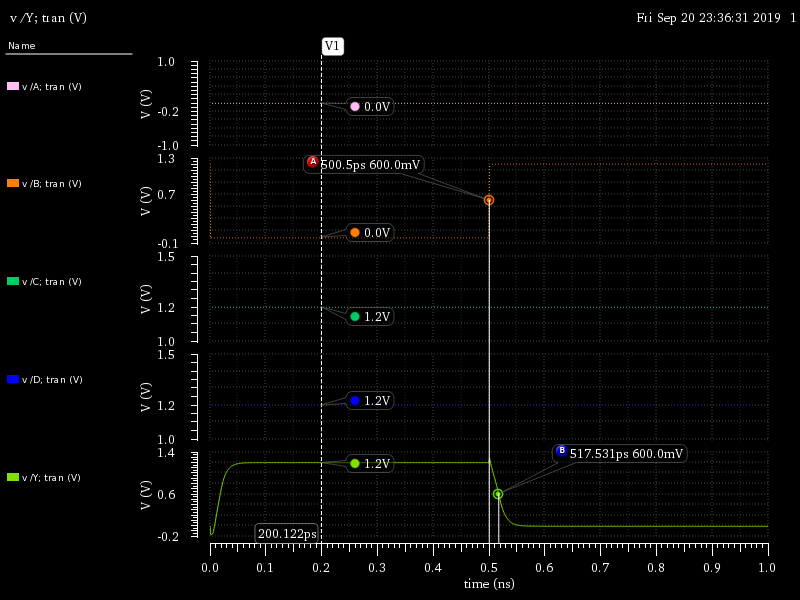 v /Y; tran (V)
Fri Sep 20 23:36:31 2019 1
Name
V1
v /A; tran (V)
V (V)
1.0
-0.2
-1.0
0.0V
v /B; tran (V)
V (V)
1.3
0.7
-0.1
A 500.5ps 600.0mV
0.0V
v /C; tran (V)
V (V)
1.5
1.2
1.0
1.2V
v /D; tran (V)
V (V)
1.5
1.2
1.0
1.2V
v /Y; tran (V)
V (V)
1.4
0.6
-0.2
1.2V
B 517.531ps 600.0mV
200.122ps
0.0 0.1 0.2 0.3 0.4 0.5 0.6 0.7 0.8 0.9 1.0
time (ns)